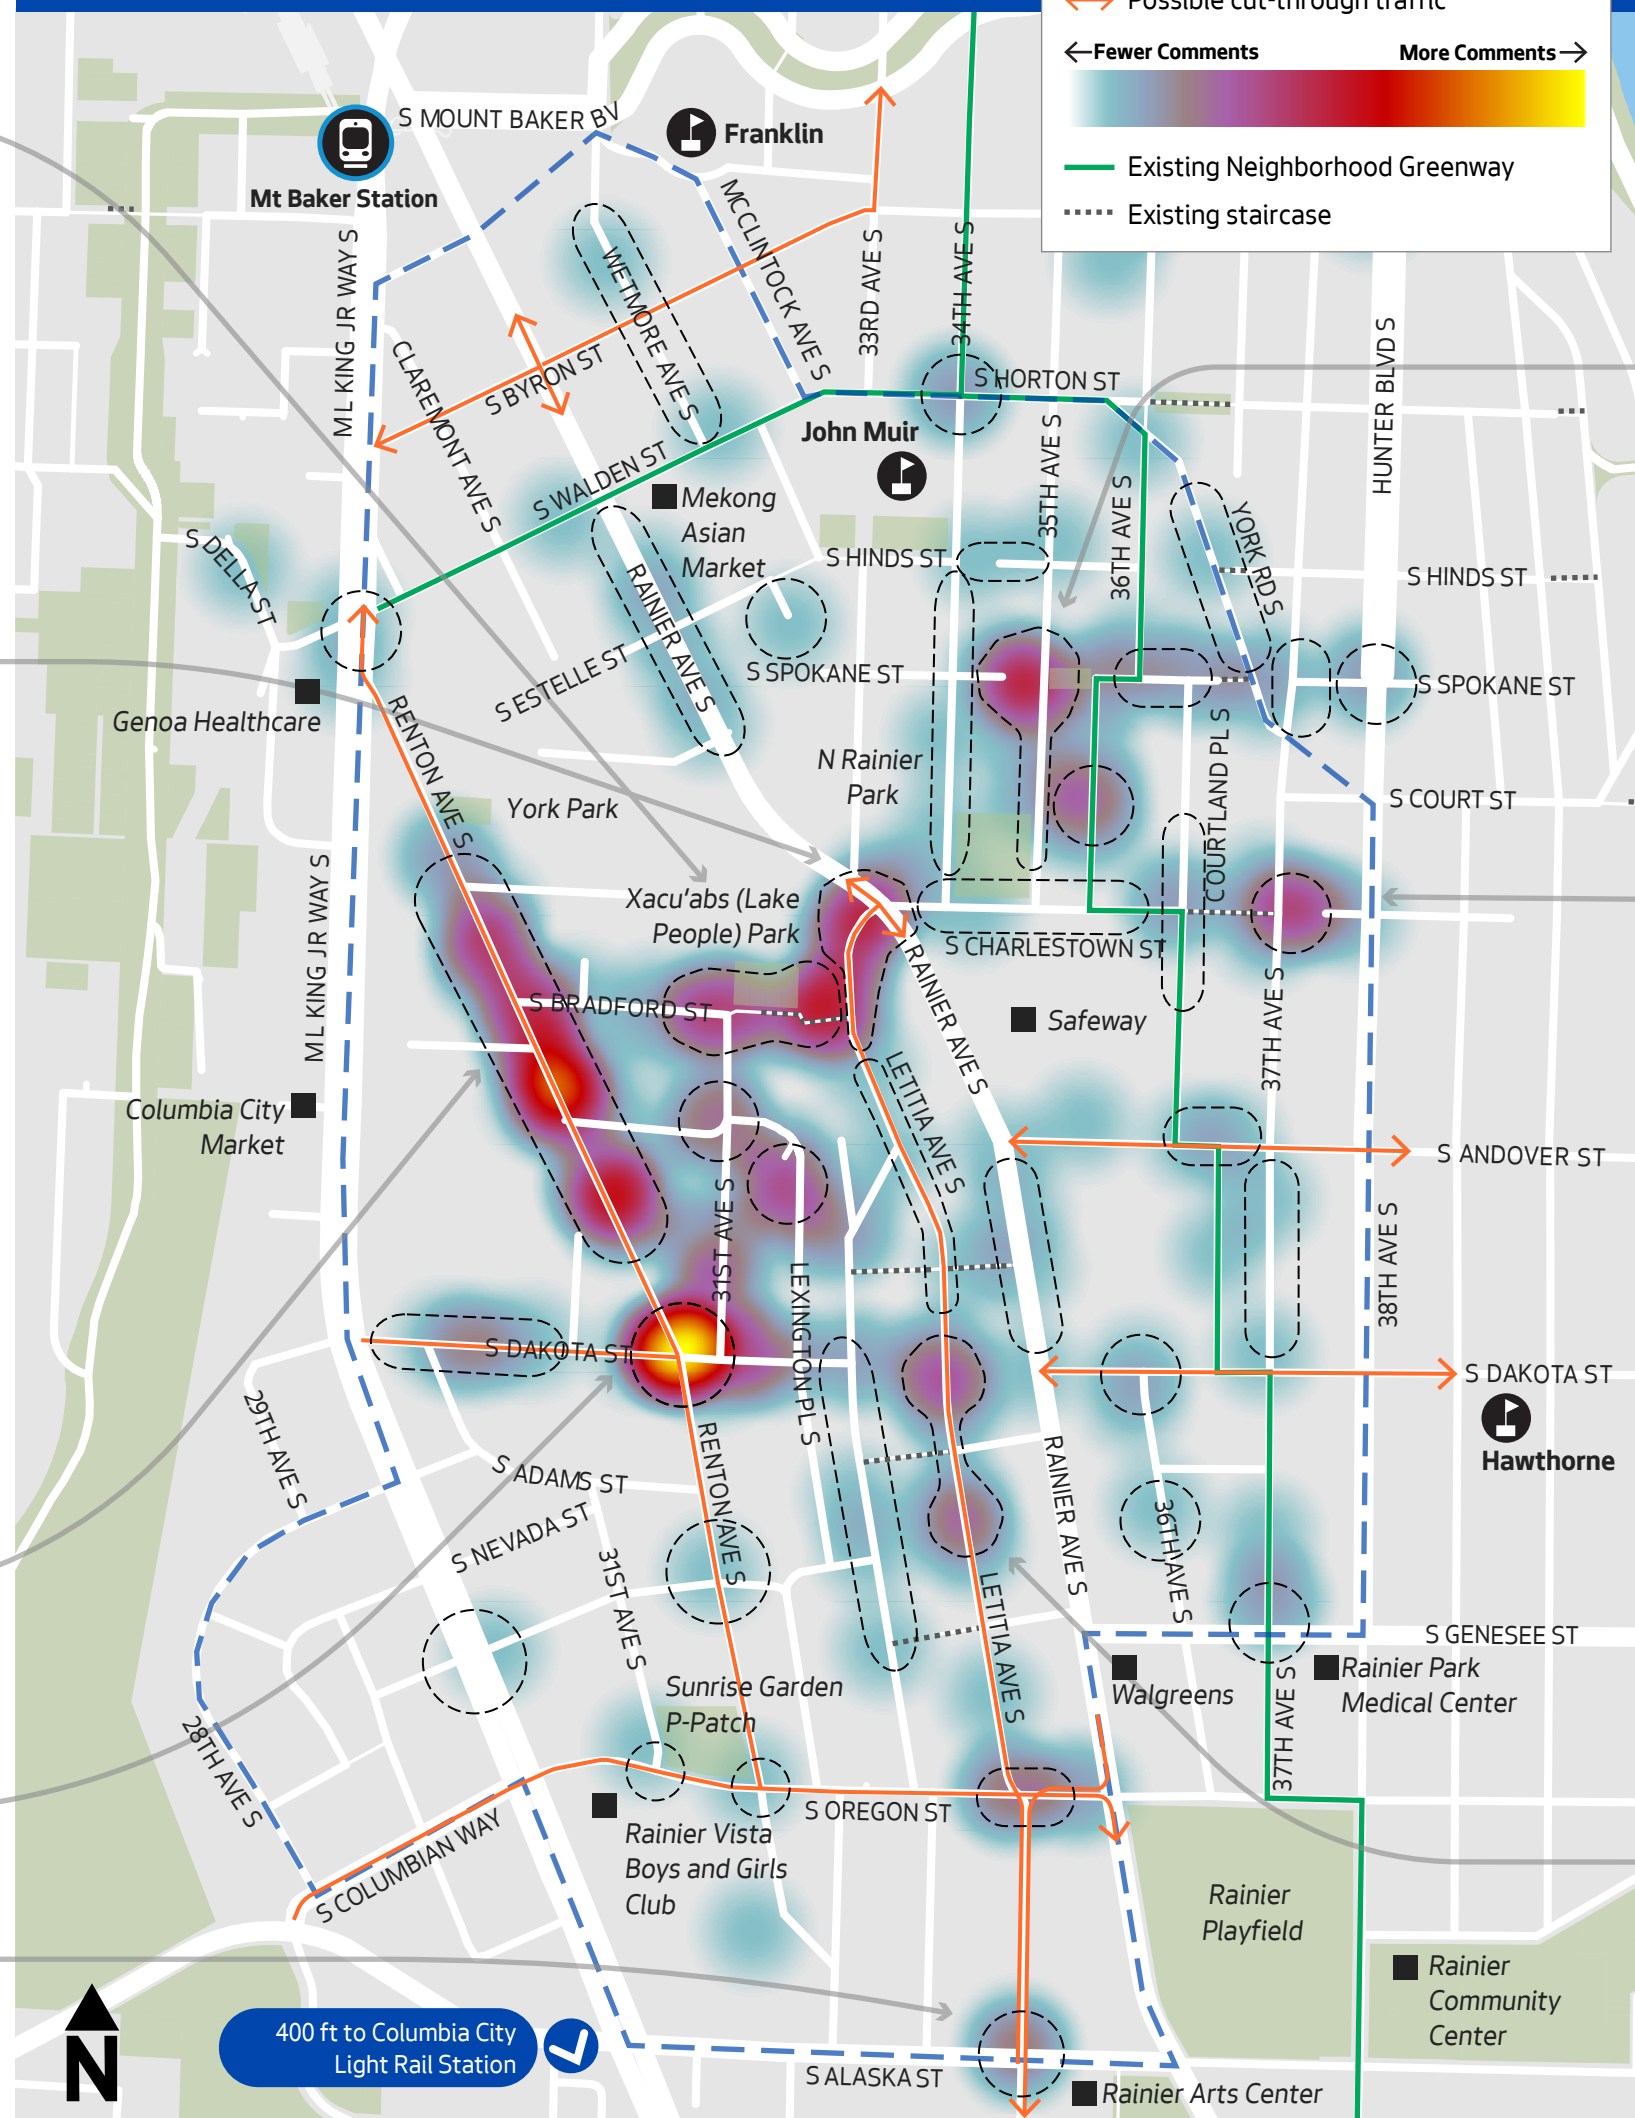 Possible cut-through traffic
Fewer Comments
More Comments
Existing Neighborhood Greenway
Existing staircase
S MOUNT BAKER BV
Franklin
Mt Baker Station
ML KING JR WAY S
WETMORE AVE S
MCCLINTOCK AVE S
33RD AVE S
34TH AVE S
CLAREMONT AVE S
S BYRON ST
S HORTON ST
HUNTER BLVD S
John Muir
35TH AVE S
36TH AVE S
S WALDEN ST
Mekong
Asian
Market
YORK RD S
S DELLA ST
S HINDS ST
S HINDS ST
RAINIER AVE S
S ESTELLE ST
S SPOKANE ST
S SPOKANE ST
Genoa Healthcare
RENTON AVE S
N Rainier
Park
COURTLAND PL S
S COURT ST
York Park
ML KING JR WAY S
Xacu'abs (Lake
People) Park
S CHARLESTOWN ST
RAINIER AVE S
S BRADFORD ST
Safeway
37TH AVE S
LETITIA AVE S
Columbia City
Market
S ANDOVER ST
31ST AVE S
LEXINGTON PL S
38TH AVE S
S DAKOTA ST
S DAKOTA ST
Hawthorne
29TH AVE S
RENTON AVE S
RAINIER AVE S
S ADAMS ST
S NEVADA ST
36TH AVE S
31ST AVE S
LETITIA AVE S
S GENESEE ST
Sunrise Garden
P-Patch
Walgreens
Rainier Park
Medical Center
37TH AVE S
28TH AVE S
S OREGON ST
S COLUMBIAN WAY
Rainier Vista
Boys and Girls
Club
Rainier
Playfield
Rainier
Community
Center
N
400 ft to Columbia City
Light Rail Station
S ALASKA ST
Rainier Arts Center